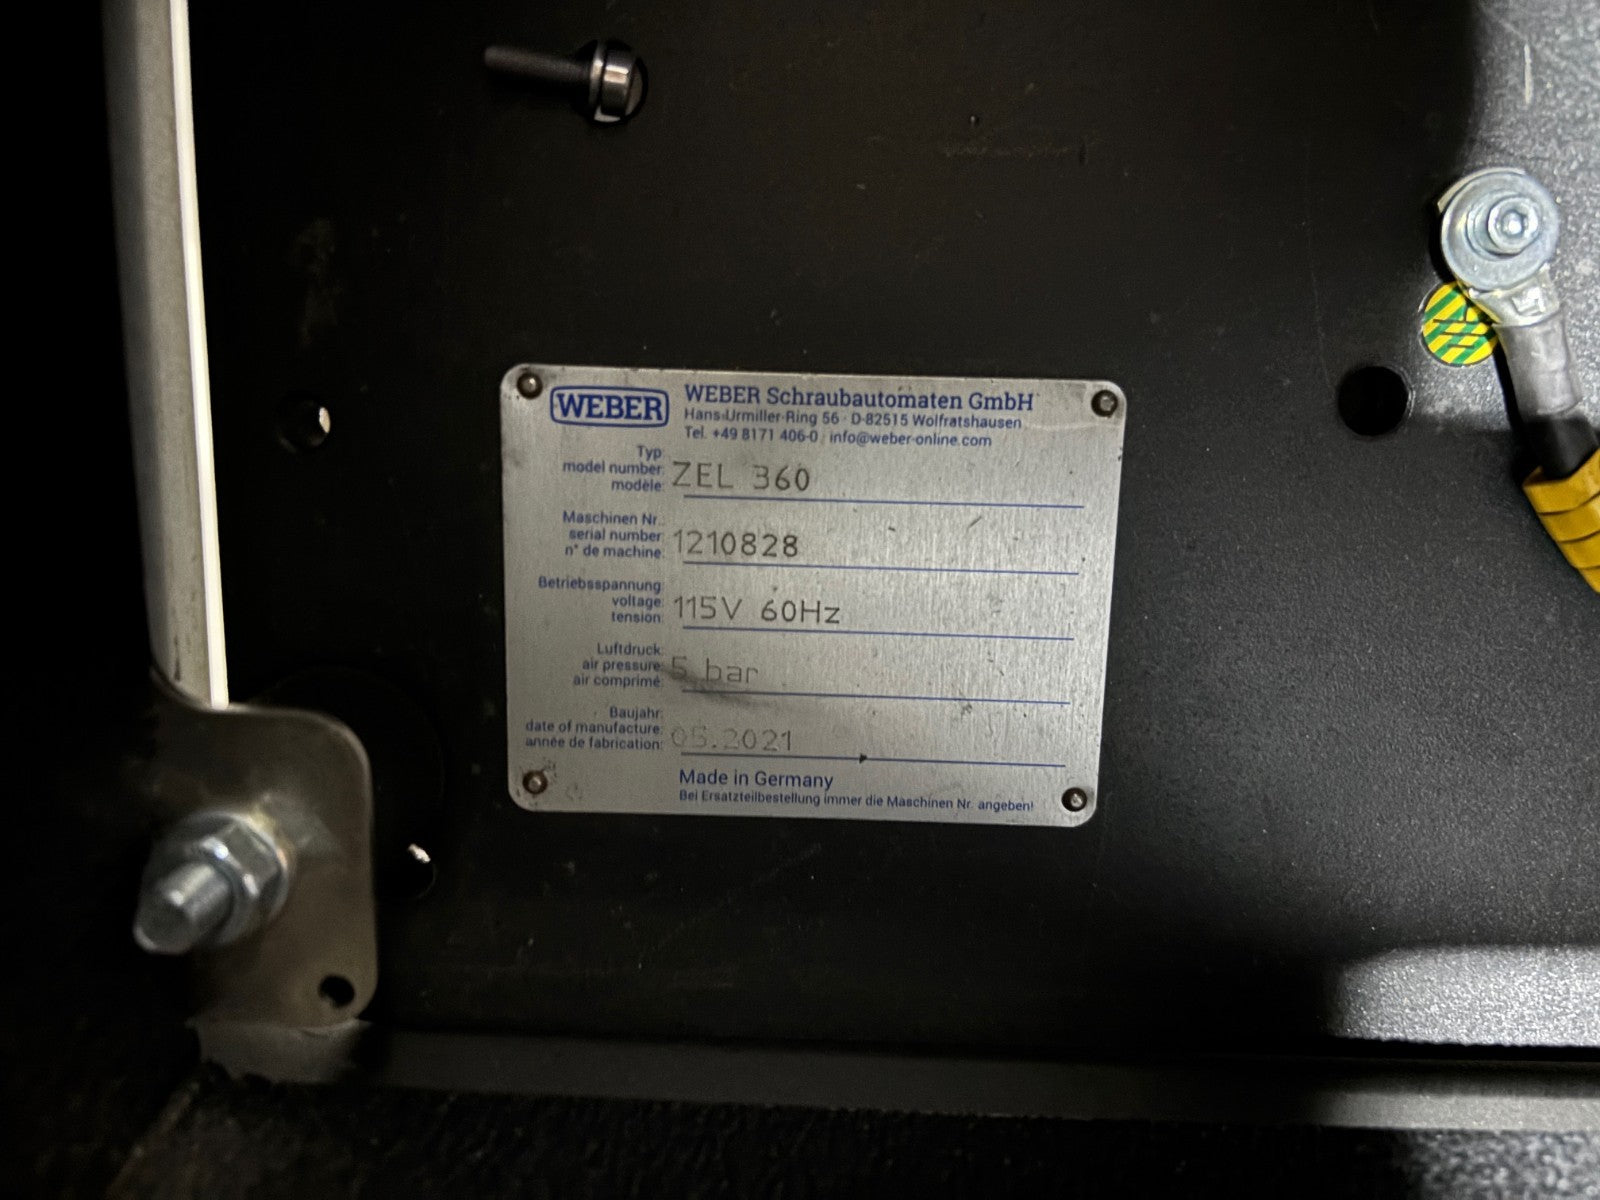 WEBER
WEBER Schraubautomaten GmbH
Hans-Urmiller-Ring 56 · D-82515 Wolfratshausen
Tel. +49 8171 406-0 info@weber-online.com
Typ
model number: ZEL 360
modèle:
Maschinen Nr.:
serial number 1210828
n° de machine:
Betriebsspannung
voltage: 115V 60Hz
tension:
Luftdruck:
air pressure: 5 bar
air comprimé:
Baujahr:
date of manufacture: 05.2021
année de fabrication:
Made in Germany
Bei Ersatzteilbestellung immer die Maschinen Nr. angeben!